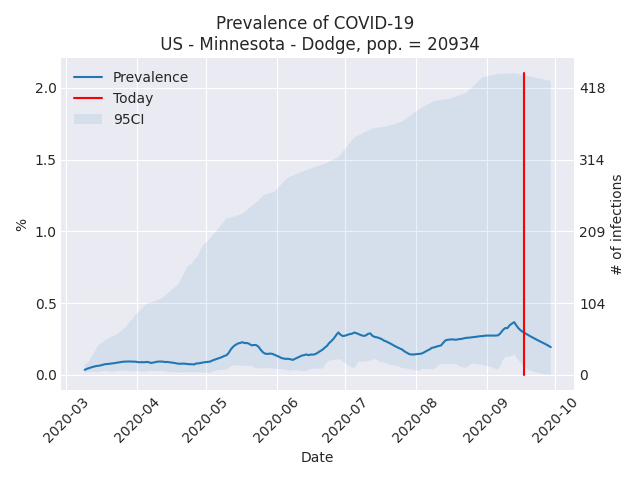 Prevalence of COVID-19
US - Minnesota - Dodge, pop. = 20934
Prevalence
Today
95CI
2.0
1.5
1.0
0.5
0.0
%
418
314
209
104
0
# of infections
2020-03
2020-04
2020-05
2020-06
2020-07
2020-08
2020-09
2020-10
Date